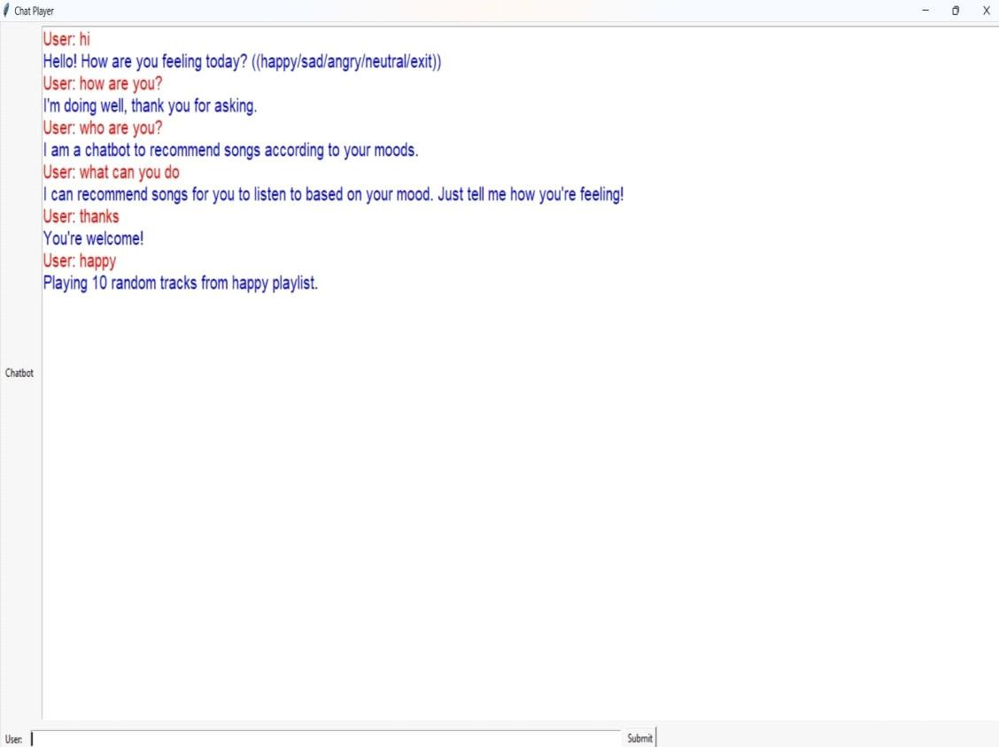 Chat Player
User: hi
Hello! How are you feeling today? ((happy/sad/angry/neutral/exit))
User: how are you?
I'm doing well, thank you for asking.
User: who are you?
I am a chatbot to recommend songs according to your moods.
User: what can you do
I can recommend songs for you to listen to based on your mood. Just tell me how you're feeling!
User: thanks
You're welcome!
User: happy
Playing 10 random tracks from happy playlist.
Chatbot
User: Submit